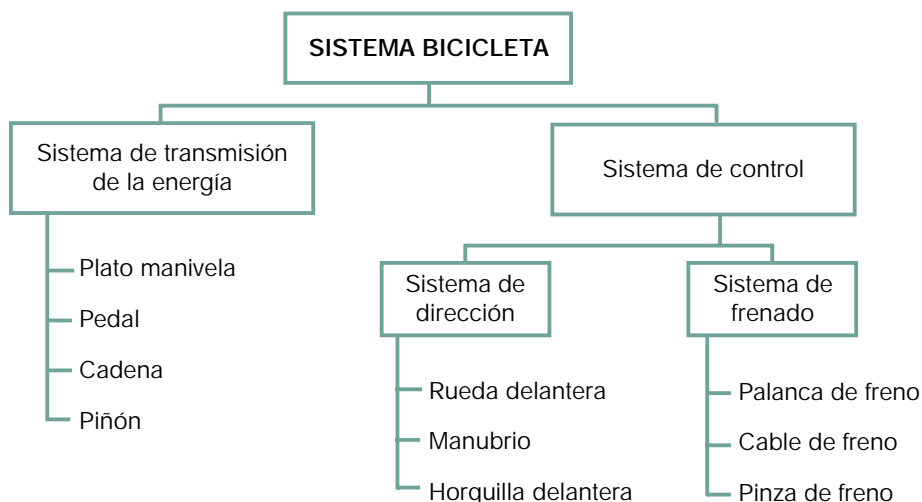 SISTEMA BICICLETA
Sistema de transmisión
de la energía
Plato manivela
Pedal
Cadena
Piñón
Sistema de control
Sistema de
dirección
Rueda delantera
Manubrio
Horquilla delantera
Sistema de
frenado
Palanca de freno
Cable de freno
Pinza de freno